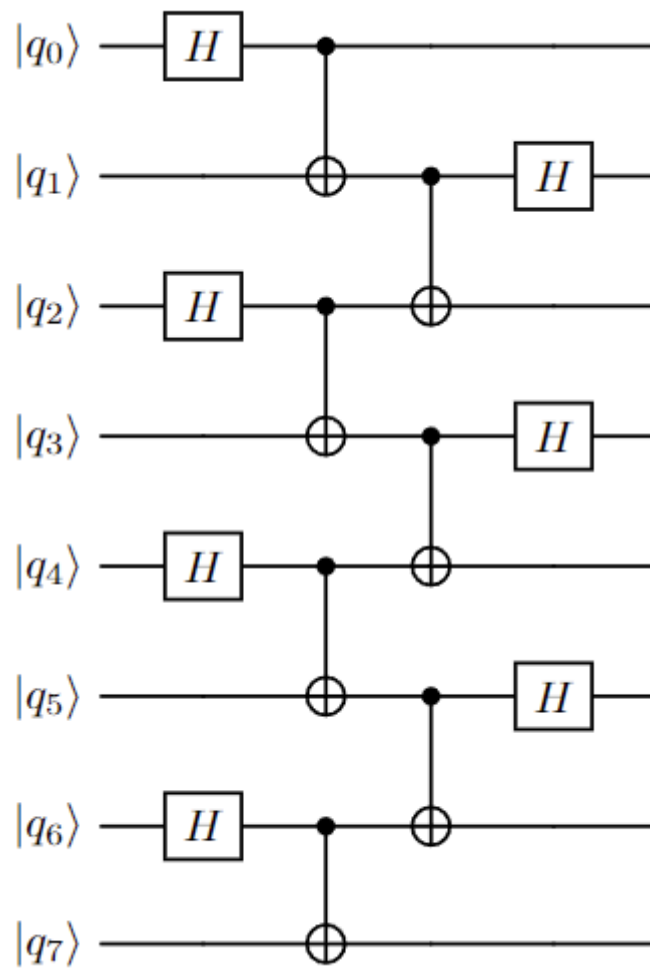 |q₀⟩ H
|q₁⟩ H
|q₂⟩ H
|q₃⟩ H
|q₄⟩ H
|q₅⟩ H
|q₆⟩ H
|q₇⟩